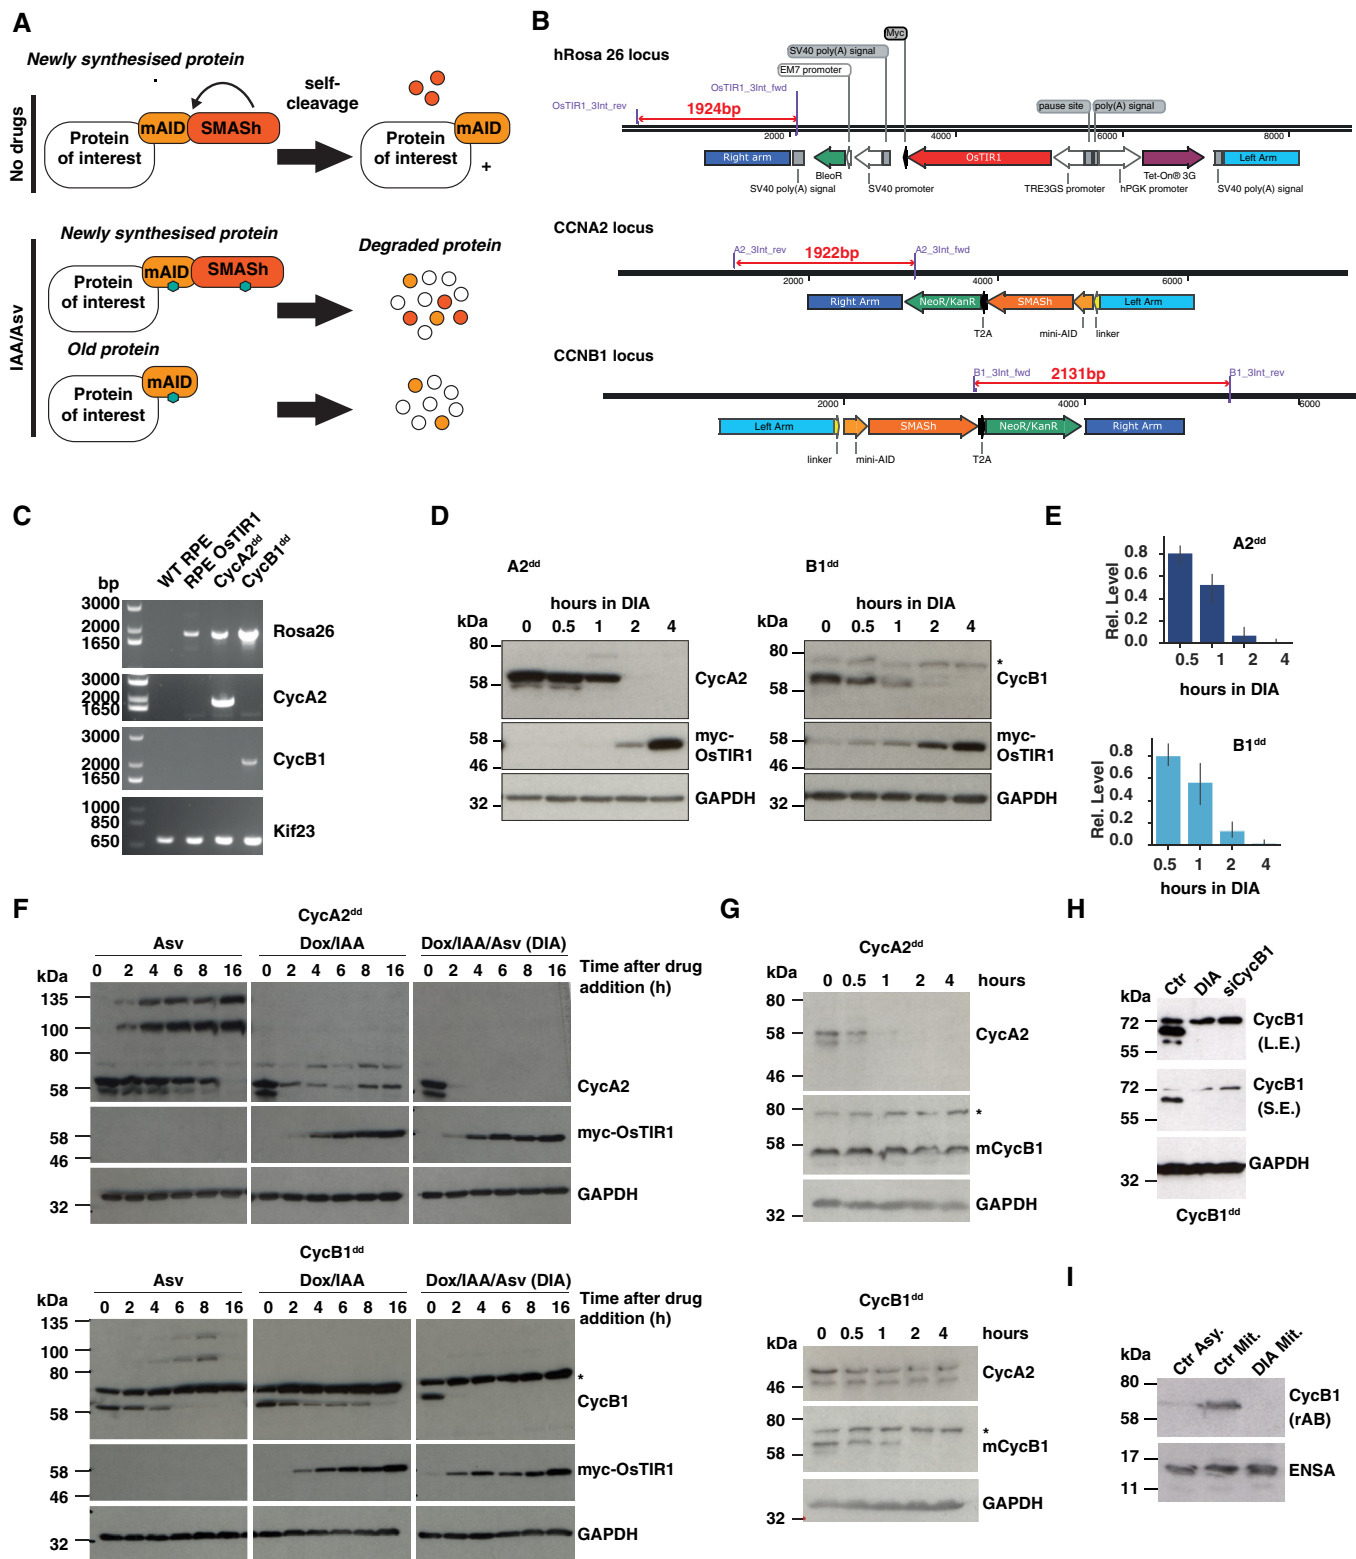 A
Newly synthesised protein
No drugs
Protein
of interest
mAID
SMASh
self-
cleavage
Protein
of interest
mAID
+
IAA/Asv
Newly synthesised protein
Degraded protein
Protein
of interest
mAID
SMASh
Old protein
Protein
of interest
mAID
B
hRosa 26 locus
Myc
SV40 poly(A) signal
EM7 promoter
OsTIR1_3Int_fwd
OsTIR1_3Int_rev
1924bp
pause site
poly(A) signal
2000
4000
6000
8000
Right arm
BleoR
OsTIR1
Tet-On® 3G
Left Arm
SV40 poly(A) signal
SV40 promoter
TRE3GS promoter
hPGK promoter
SV40 poly(A) signal
CCNA2 locus
A2_3Int_rev
1922bp
A2_3Int_fwd
2000
4000
6000
Right Arm
NeoR/KanR
SMASh
Left Arm
T2A
mini-AID
linker
CCNB1 locus
B1_3Int_fwd
2131bp
B1_3Int_rev
2000
4000
6000
Left Arm
SMASh
NeoR/KanR
Right Arm
linker
mini-AID
T2A
C
bp
WT RPE
RPE OsTIR1
CycA2dd
CycB1dd
3000
2000
1650
Rosa26
3000
2000
1650
CycA2
3000
2000
1650
CycB1
1000
850
650
Kif23
D
A2dd
hours in DIA
kDa
0 0.5 1 2 4
80
58
CycA2
58
46
myc-
OsTIR1
32
GAPDH
B1dd
hours in DIA
kDa
0 0.5 1 2 4
80
58
*
CycB1
58
46
myc-
OsTIR1
32
GAPDH
E
A2dd
Rel. Level
0.8
0.6
0.4
0.2
0.0
0.5 1 2 4
hours in DIA
B1dd
Rel. Level
0.8
0.6
0.4
0.2
0.0
0.5 1 2 4
hours in DIA
F
CycA2dd
Asv
Dox/IAA
Dox/IAA/Asv (DIA)
kDa
0 2 4 6 8 16
0 2 4 6 8 16
0 2 4 6 8 16
Time after drug
addition (h)
135
100
80
58
CycA2
58
46
myc-OsTIR1
32
GAPDH
CycB1dd
Asv
Dox/IAA
Dox/IAA/Asv (DIA)
kDa
0 2 4 6 8 16
0 2 4 6 8 16
0 2 4 6 8 16
Time after drug
addition (h)
135
100
80
58
*
CycB1
58
46
myc-OsTIR1
32
GAPDH
G
CycA2dd
kDa
0 0.5 1 2 4 hours
80
58
46
CycA2
80
58
*
mCycB1
32
GAPDH
CycB1dd
0 0.5 1 2 4 hours
kDa
46
CycA2
80
58
*
mCycB1
32
GAPDH
H
Ctr
DIA
siCycB1
kDa
72
55
CycB1
(L.E.)
72
55
CycB1
(S.E.)
32
GAPDH
CycB1dd
I
Ctr Asy.
Ctr Mit.
DIA Mit.
kDa
80
58
CycB1
(rAB)
17
11
ENSA